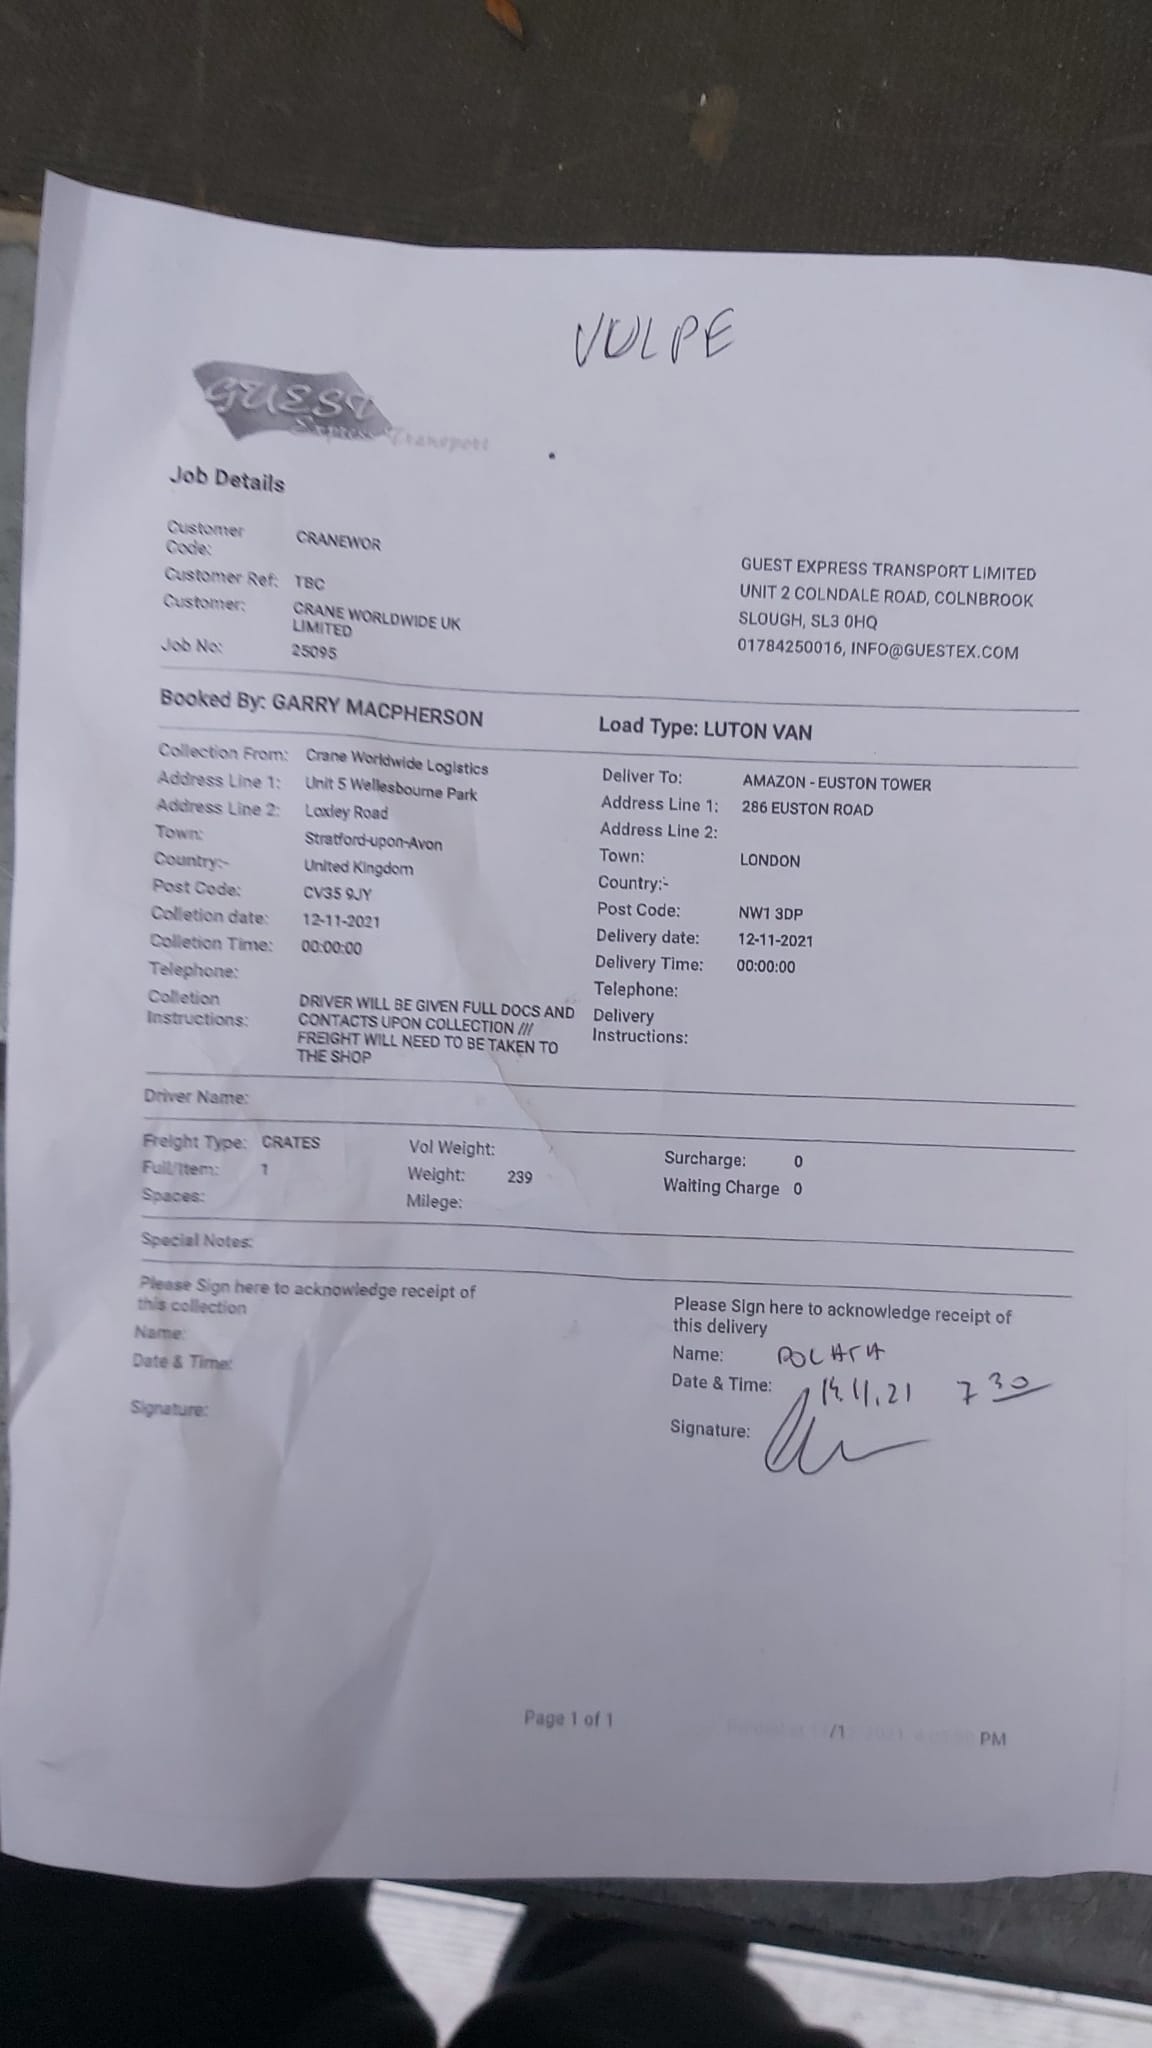 VULPE
GUEST
Express Transport
Job Details
Customer Code: CRANEWOR
Customer Ref: TBC
Customer: CRANE WORLDWIDE UK LIMITED
Job No: 25095
GUEST EXPRESS TRANSPORT LIMITED
UNIT 2 COLNDALE ROAD, COLNBROOK
SLOUGH, SL3 0HQ
01784250016, INFO@GUESTEX.COM
Booked By: GARRY MACPHERSON
Load Type: LUTON VAN
Collection From: Crane Worldwide Logistics
Address Line 1: Unit 5 Wellesbourne Park
Address Line 2: Loxley Road
Town: Stratford-upon-Avon
Country:- United Kingdom
Post Code: CV35 9JY
Colletion date: 12-11-2021
Colletion Time: 00:00:00
Telephone:
Colletion Instructions: DRIVER WILL BE GIVEN FULL DOCS AND
CONTACTS UPON COLLECTION ///
FREIGHT WILL NEED TO BE TAKEN TO
THE SHOP
Deliver To: AMAZON - EUSTON TOWER
Address Line 1: 286 EUSTON ROAD
Address Line 2:
Town: LONDON
Country:-
Post Code: NW1 3DP
Delivery date: 12-11-2021
Delivery Time: 00:00:00
Telephone:
Delivery
Instructions:
Driver Name:
Freight Type: CRATES
Full/Item: 1
Spaces:
Vol Weight:
Weight: 239
Milege:
Surcharge: 0
Waiting Charge 0
Special Notes:
Please Sign here to acknowledge receipt of
this collection
Name:
Date & Time:
Signature:
Please Sign here to acknowledge receipt of
this delivery
Name:
Date & Time: 11.21 7 30
Signature:
Page 1 of 1
PM